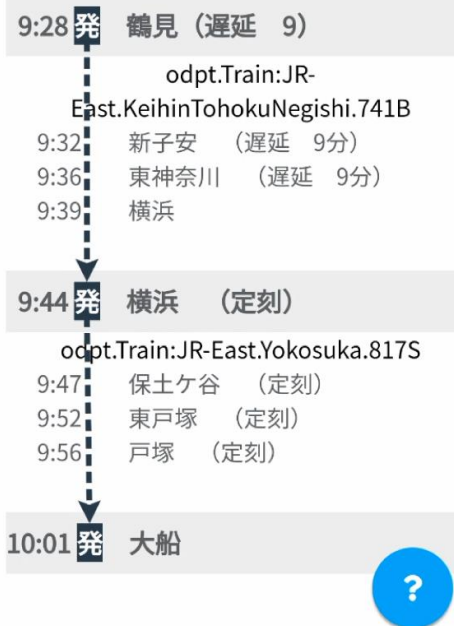 9:28 発 鶴見（遅延　9）
odpt.Train:JR-
East.KeihinTohokuNegishi.741B
9:32 新子安　（遅延　9分）
9:36 東神奈川　（遅延　9分）
9:39 横浜
9:44 発 横浜　（定刻）
odpt.Train:JR-East.Yokosuka.817S
9:47 保土ケ谷　（定刻）
9:52 東戸塚　（定刻）
9:56 戸塚　（定刻）
10:01 発 大船
?